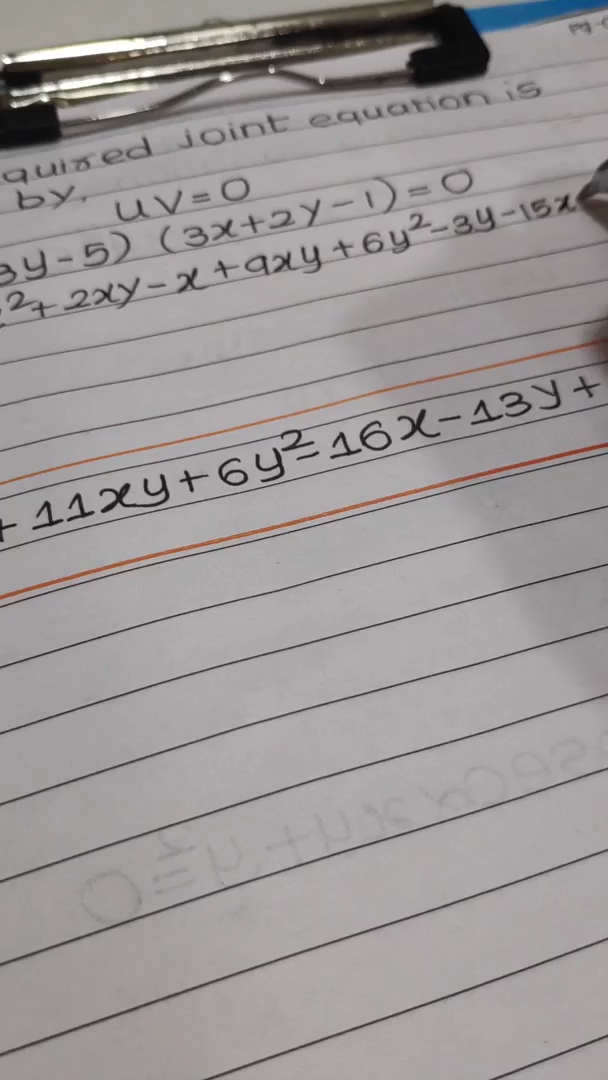 quired joint equation is
by,
uv=0
3y-5) (3x+2y-1)=0
²+2xy-x+9xy+6y²-3y-15x
+11xy+6y²-16x-13y+